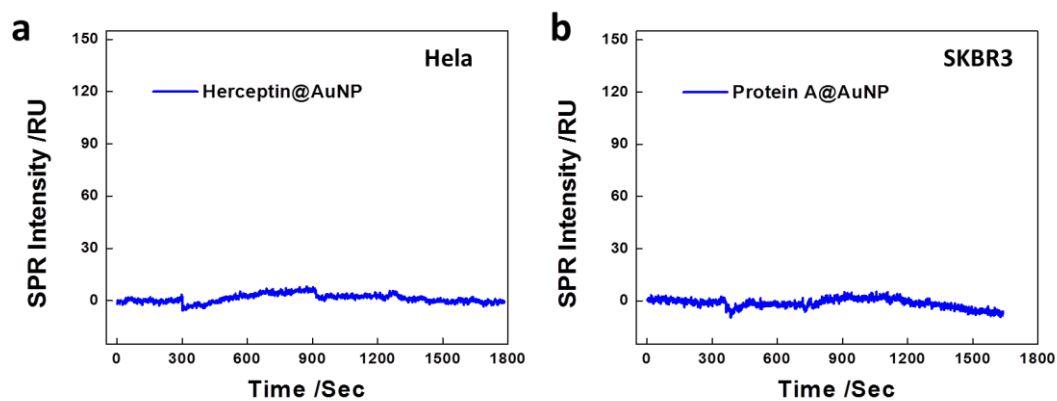 a
Hela
Herceptin@AuNP
SPR Intensity /RU
150
120
90
60
30
0
0 300 600 900 1200 1500 1800
Time /Sec
b
SKBR3
Protein A@AuNP
SPR Intensity /RU
150
120
90
60
30
0
0 300 600 900 1200 1500 1800
Time /Sec